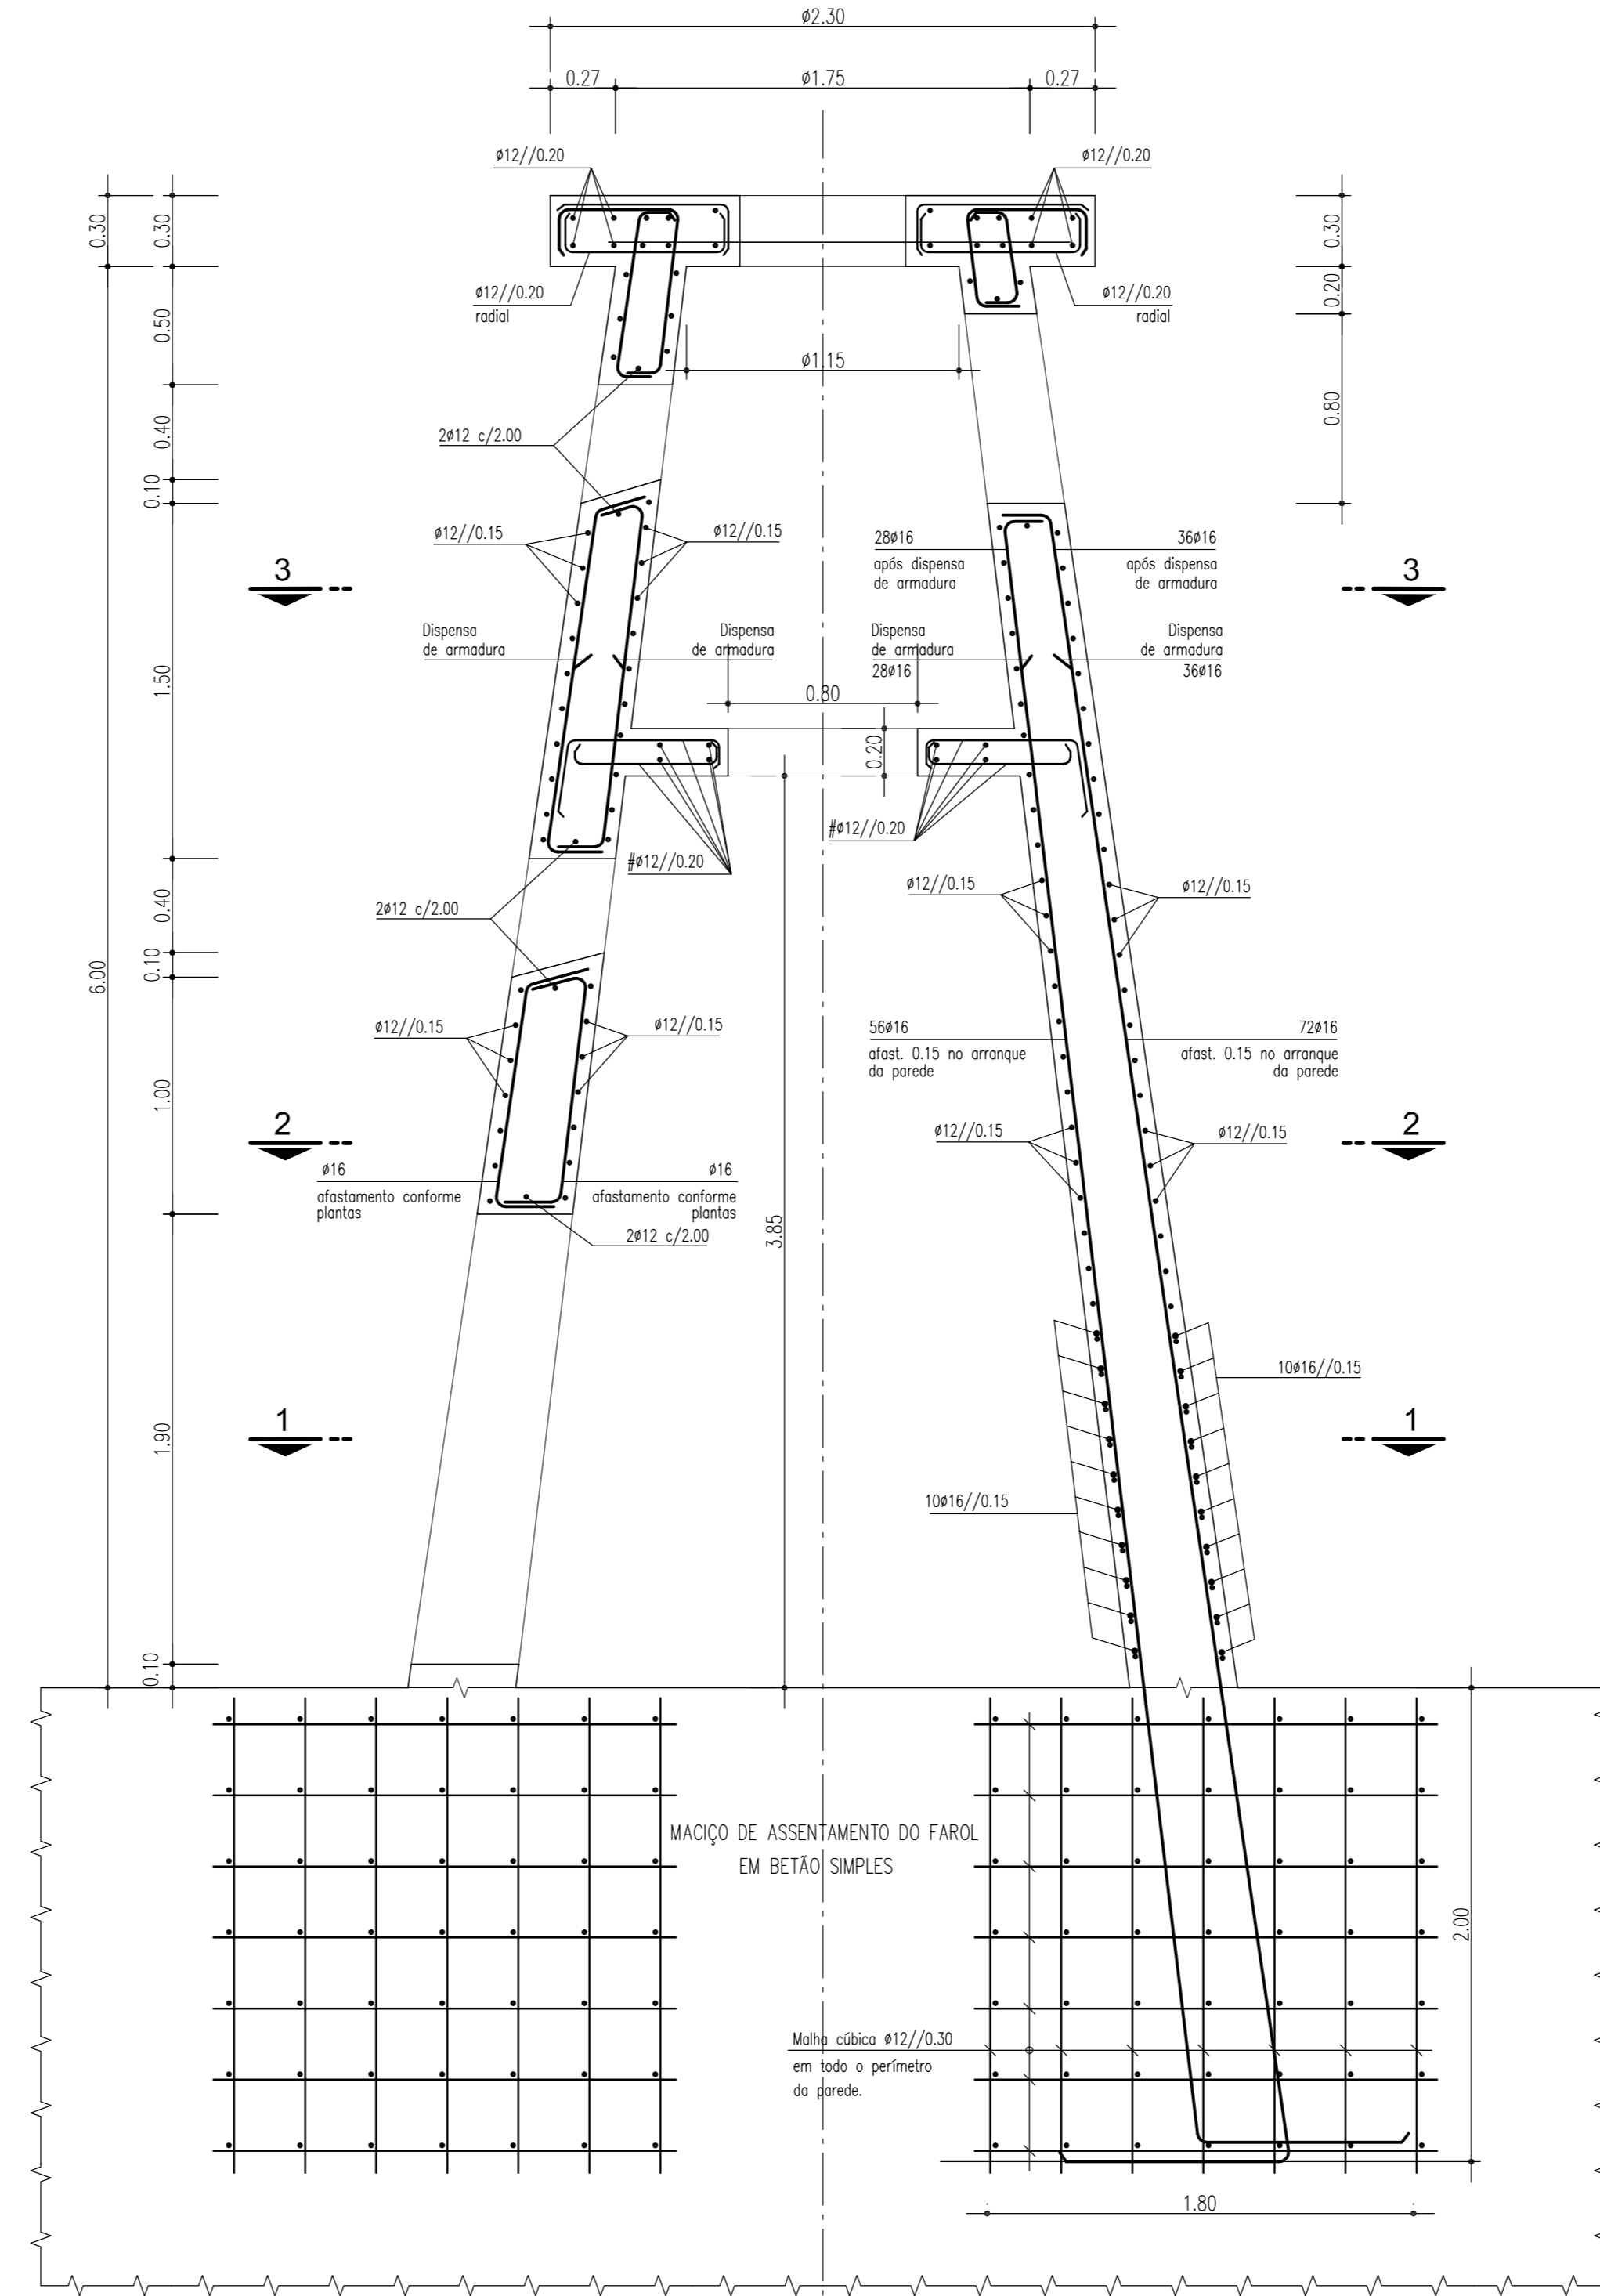 ø2.30
0.27
ø1.75
0.27
ø12//0.20
ø12//0.20
0.30
0.30
0.30
ø12//0.20
radial
ø12//0.20
radial
0.20
0.50
ø1.15
0.80
2ø12 c/2.00
0.40
0.10
ø12//0.15
ø12//0.15
28ø16
após dispensa
de armadura
36ø16
após dispensa
de armadura
3
3
Dispensa
de armadura
Dispensa
de armadura
Dispensa
de armadura
28ø16
Dispensa
de armadura
36ø16
1.50
0.80
0.20
#ø12//0.20
#ø12//0.20
ø12//0.15
ø12//0.15
2ø12 c/2.00
0.40
0.10
6.00
ø12//0.15
ø12//0.15
56ø16
afast. 0.15 no arranque
da parede
72ø16
afast. 0.15 no arranque
da parede
1.00
2
2
ø12//0.15
ø12//0.15
ø16
afastamento conforme
plantas
ø16
afastamento conforme
plantas
2ø12 c/2.00
3.85
10ø16//0.15
1
1
1.90
10ø16//0.15
0.10
MACIÇO DE ASSENTAMENTO DO FAROL
EM BETÃO SIMPLES
2.00
Malha cúbica ø12//0.30
em todo o perímetro
da parede.
1.80